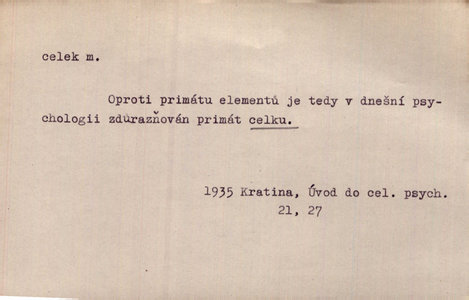 celek m.
Oproti primátu elementů je tedy v dnešní psy-
chologii zdůrazňován primát celku.
1935 Kratina, Úvod do cel. psych.
21, 27